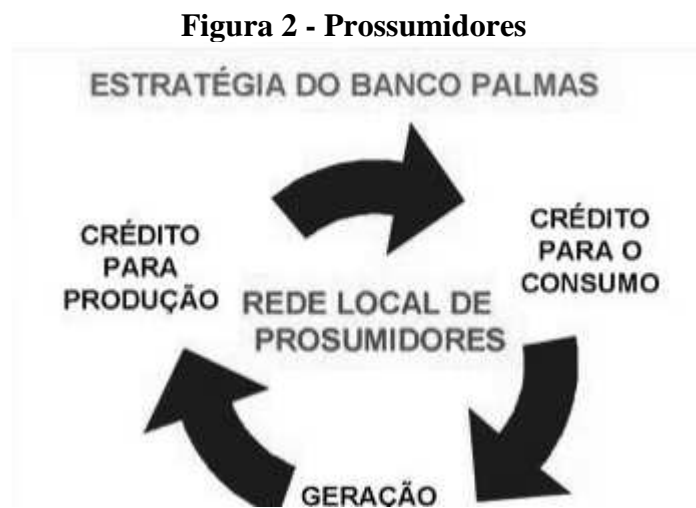 Figura 2 - Prossumidores
ESTRATÉGIA DO BANCO PALMAS
CRÉDITO
PARA
PRODUÇÃO
CRÉDITO
PARA O
CONSUMO
REDE LOCAL DE
PROSUMIDORES
GERAÇÃO